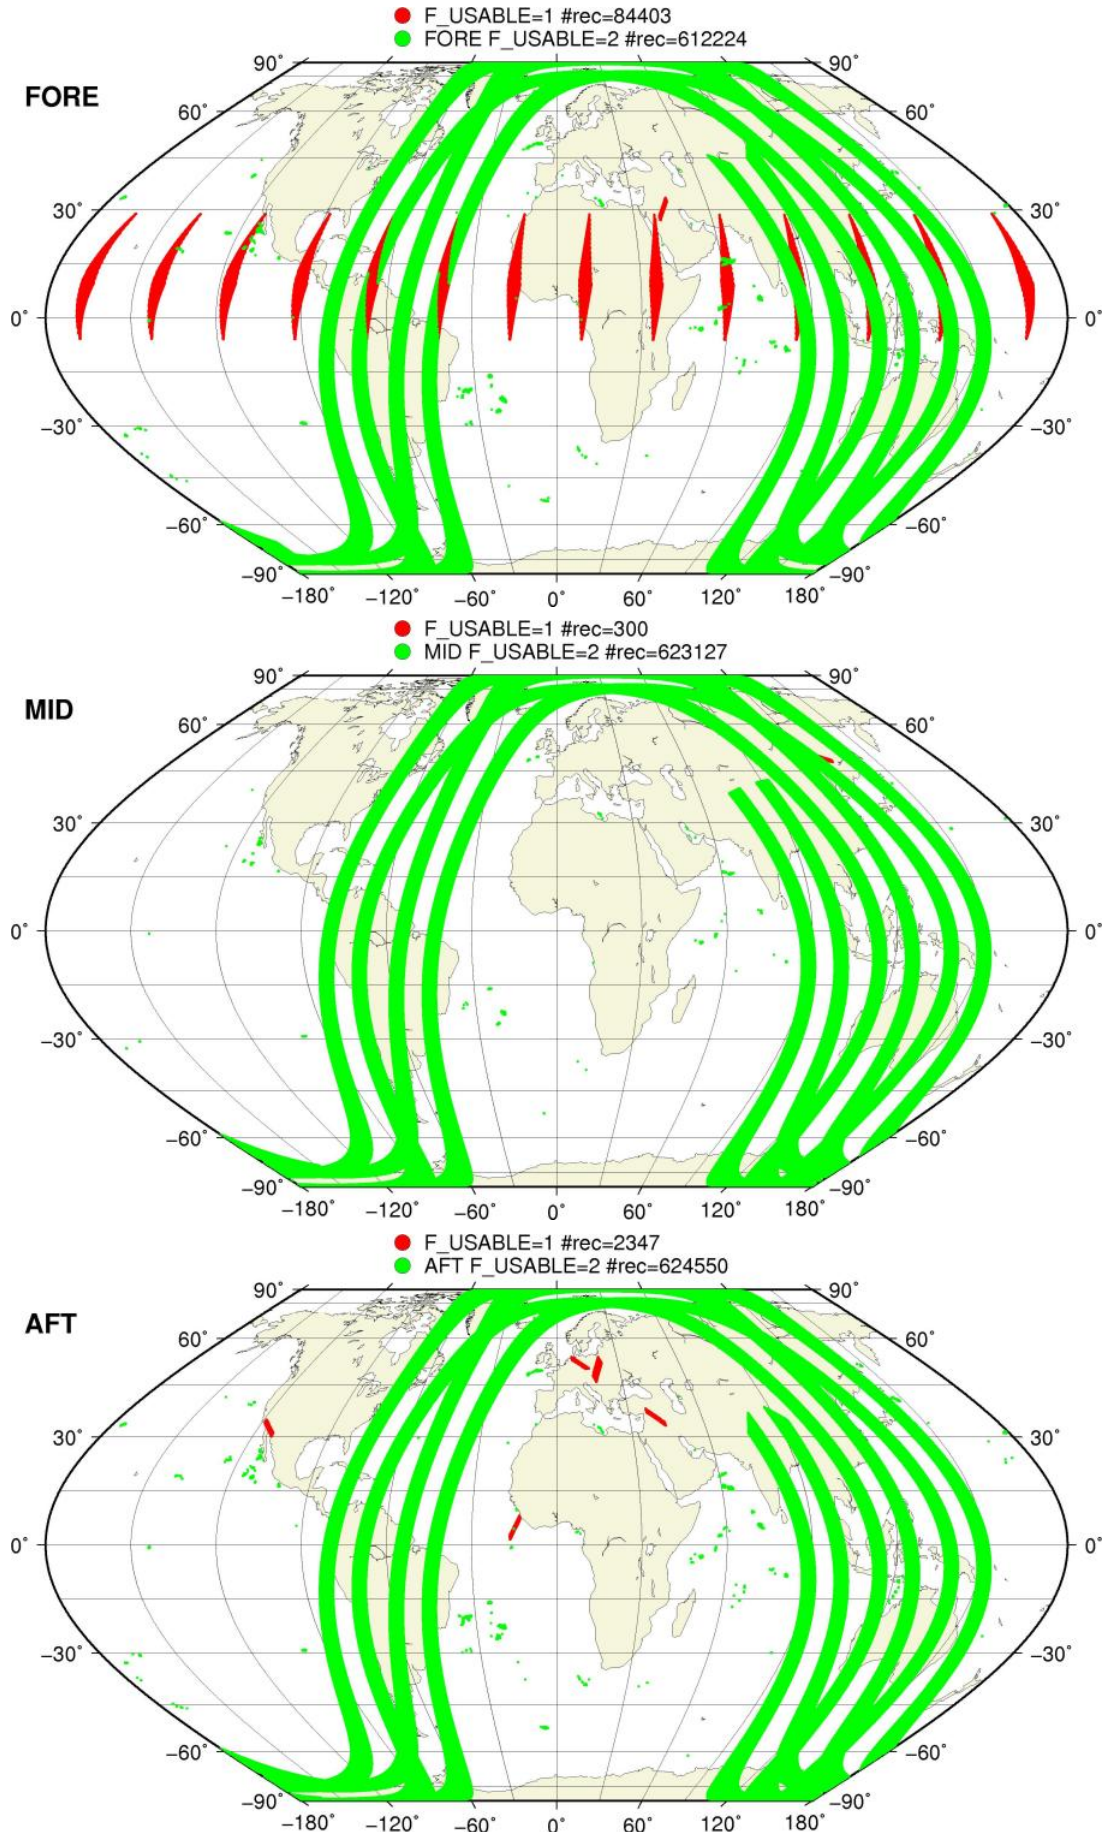 F_USABLE=1 #rec=84403
FORE F_USABLE=2 #rec=612224
FORE
90° 90°
60° 60°
30° 30°
0° 0°
−30° −30°
−60° −60°
−90° −90°
−180° −120° −60° 0° 60° 120° 180°
F_USABLE=1 #rec=300
MID F_USABLE=2 #rec=623127
MID
90° 90°
60° 60°
30° 30°
0° 0°
−30° −30°
−60° −60°
−90° −90°
−180° −120° −60° 0° 60° 120° 180°
F_USABLE=1 #rec=2347
AFT F_USABLE=2 #rec=624550
AFT
90° 90°
60° 60°
30° 30°
0° 0°
−30° −30°
−60° −60°
−90° −90°
−180° −120° −60° 0° 60° 120° 180°